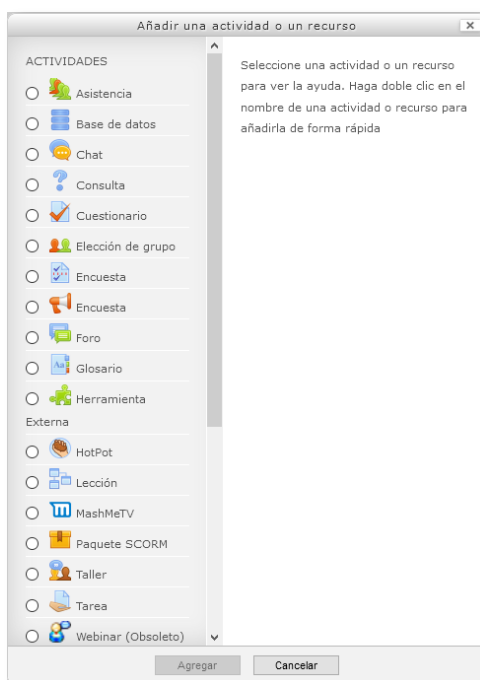 Añadir una actividad o un recurso
ACTIVIDADES
Asistencia
Base de datos
Chat
Consulta
Cuestionario
Elección de grupo
Encuesta
Encuesta
Foro
Glosario
Herramienta
Externa
HotPot
Lección
MashMeTV
Paquete SCORM
Taller
Tarea
Webinar (Obsoleto)
Seleccione una actividad o un recurso
para ver la ayuda. Haga doble clic en el
nombre de una actividad o recurso para
añadirla de forma rápida
Agregar
Cancelar